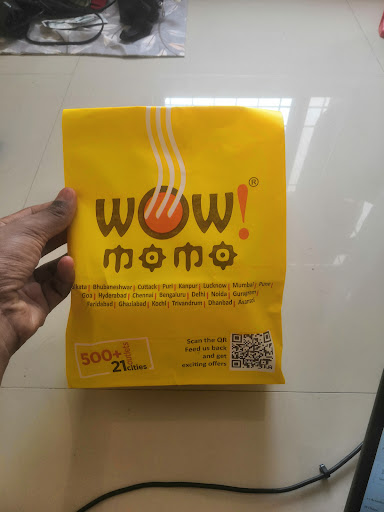 WOW! ®
momo
Bhubaneshwar | Cuttack | Puri | Kanpur | Lucknow | Mumbai | Pune |
Goa | Hyderabad | Chennai | Bengaluru | Delhi | Noida | Gurugram |
Faridabad | Ghaziabad | Kochi | Trivandrum | Dhanbad |
500+
21 cities
Scan the QR
Feed us back
and get
exciting offers